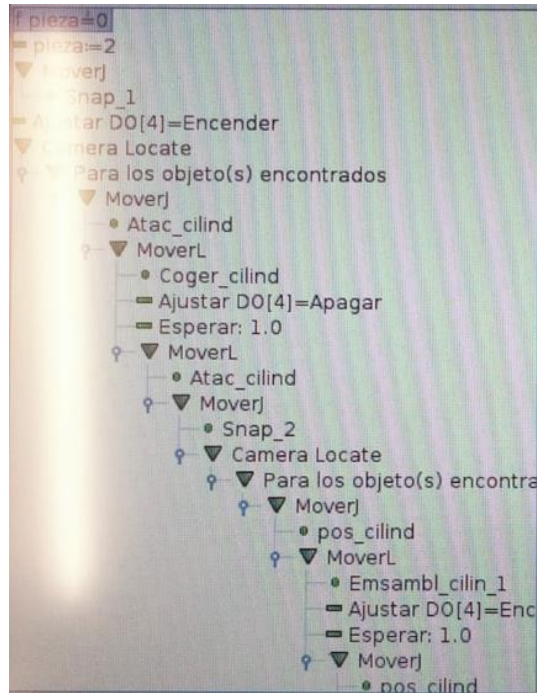 if pieza≟0
pieza:=2
MoverJ
Snap_1
Ajustar DO[4]=Encender
Camera Locate
Para los objeto(s) encontrados
MoverJ
Atac_cilind
MoverL
Coger_cilind
Ajustar DO[4]=Apagar
Esperar: 1.0
MoverL
Atac_cilind
MoverJ
Snap_2
Camera Locate
Para los objeto(s) encontra
MoverJ
pos_cilind
MoverL
Emsambl_cilin_1
Ajustar DO[4]=Enc
Esperar: 1.0
MoverJ
pos_cilind